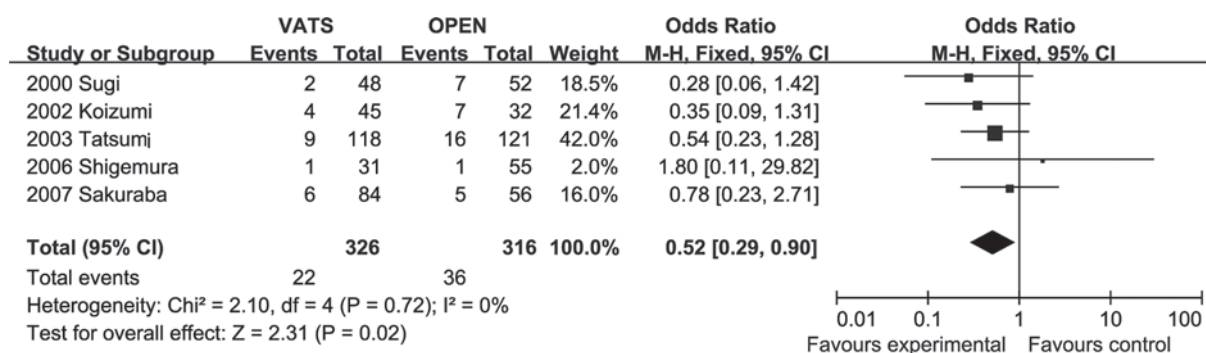 VATS OPEN Odds Ratio Odds Ratio
Study or Subgroup Events Total Events Total Weight M-H, Fixed, 95% CI M-H, Fixed, 95% CI
2000 Sugi 2 48 7 52 18.5% 0.28 [0.06, 1.42]
2002 Koizumi 4 45 7 32 21.4% 0.35 [0.09, 1.31]
2003 Tatsumi 9 118 16 121 42.0% 0.54 [0.23, 1.28]
2006 Shigemura 1 31 1 55 2.0% 1.80 [0.11, 29.82]
2007 Sakuraba 6 84 5 56 16.0% 0.78 [0.23, 2.71]
Total (95% CI) 326 316 100.0% 0.52 [0.29, 0.90]
Total events 22 36
Heterogeneity: Chi² = 2.10, df = 4 (P = 0.72); I² = 0%
Test for overall effect: Z = 2.31 (P = 0.02)
0.01 0.1 1 10 100
Favours experimental Favours control